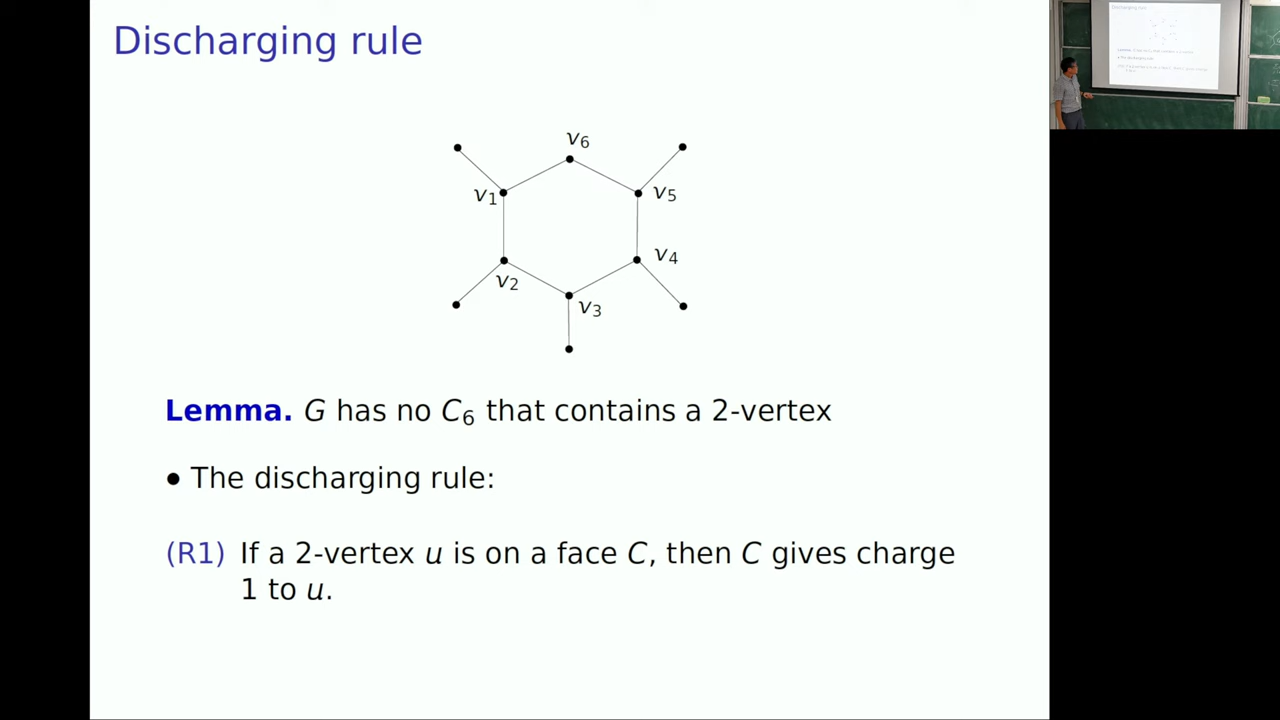 Discharging rule
v6
v1
v5
v4
v2
v3
Lemma. G has no C6 that contains a 2-vertex
● The discharging rule:
(R1) If a 2-vertex u is on a face C, then C gives charge
1 to u.